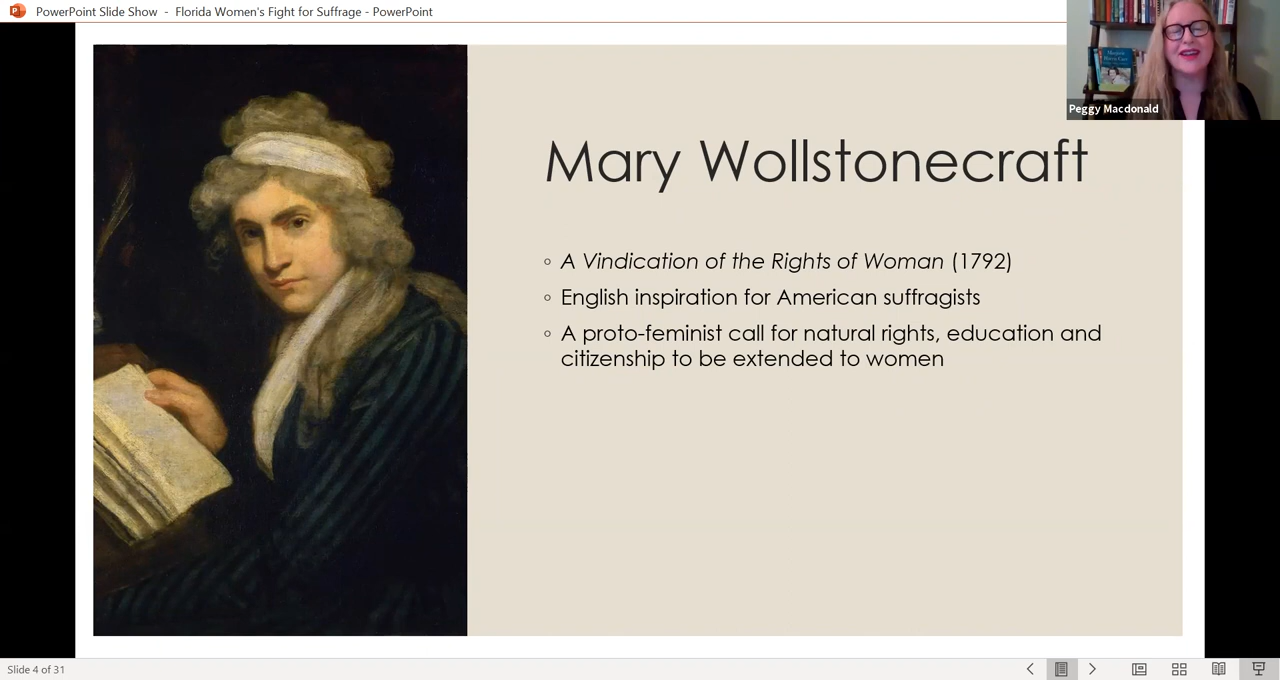 PowerPoint Slide Show - Florida Women's Fight for Suffrage - PowerPoint
Peggy Macdonald
Mary Wollstonecraft
◦ A Vindication of the Rights of Woman (1792)
◦ English inspiration for American suffragists
◦ A proto-feminist call for natural rights, education and
citizenship to be extended to women
Slide 4 of 31